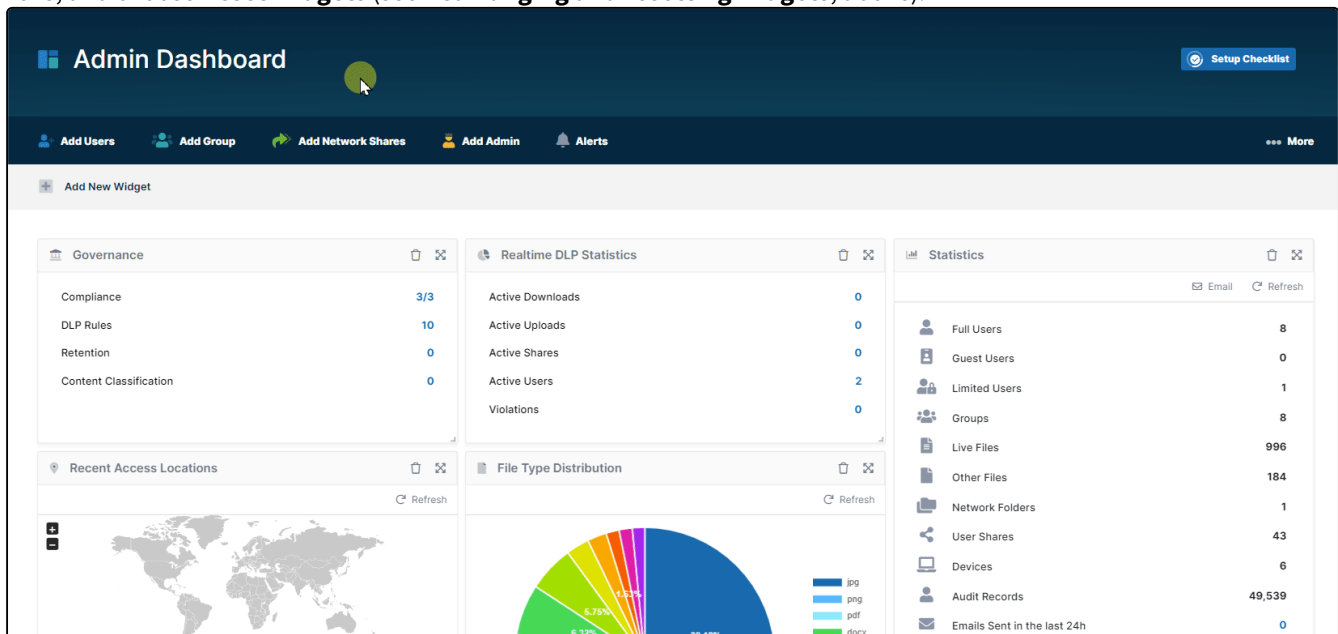 Admin Dashboard
Setup Checklist
Add Users
Add Group
Add Network Shares
Add Admin
Alerts
More
Add New Widget
Governance
Compliance 3/3
DLP Rules 10
Retention 0
Content Classification 0
Realtime DLP Statistics
Active Downloads 0
Active Uploads 0
Active Shares 0
Active Users 2
Violations 0
Statistics
Email Refresh
Full Users 8
Guest Users 0
Limited Users 1
Groups 8
Live Files 996
Other Files 184
Network Folders 1
User Shares 43
Devices 6
Audit Records 49,539
Emails Sent in the last 24h 0
Recent Access Locations
Refresh
File Type Distribution
Refresh
1.63%
5.75%
jpg
png
pdf
docx